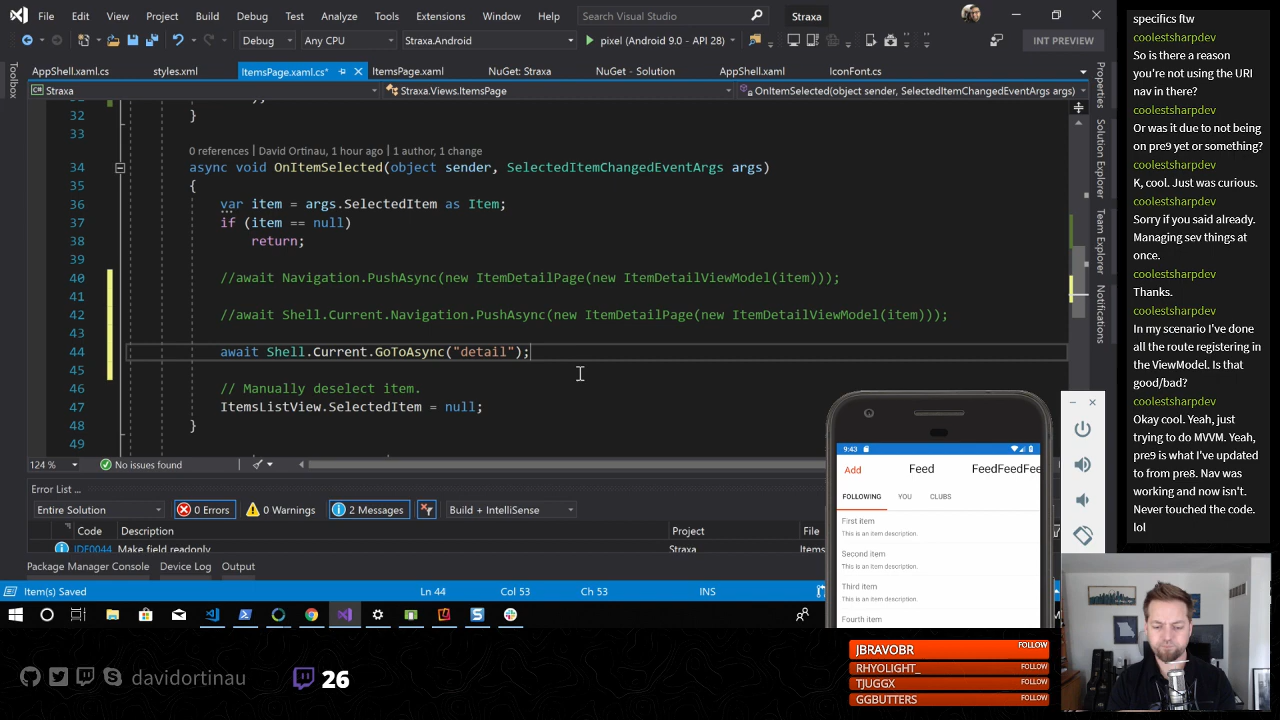 File Edit View Project Build Debug Test Analyze Tools Extensions Window Help Search Visual Studio Straxa
Debug Any CPU Straxa.Android pixel (Android 9.0 - API 28) INT PREVIEW
AppShell.xaml.cs styles.xml ItemsPage.xaml.cs* ItemsPage.xaml NuGet: Straxa NuGet - Solution AppShell.xaml IconFont.cs
Straxa Straxa.Views.ItemsPage OnItemSelected(object sender, SelectedItemChangedEventArgs args)
Toolbox
Properties
Solution Explorer
Team Explorer
Notifications
32 }
33
0 references | David Ortinau, 1 hour ago | 1 author, 1 change
34 async void OnItemSelected(object sender, SelectedItemChangedEventArgs args)
35 {
36 var item = args.SelectedItem as Item;
37 if (item == null)
38 return;
39
40 //await Navigation.PushAsync(new ItemDetailPage(new ItemDetailViewModel(item)));
41
42 //await Shell.Current.Navigation.PushAsync(new ItemDetailPage(new ItemDetailViewModel(item)));
43
44 await Shell.Current.GoToAsync("detail");
45
46 // Manually deselect item.
47 ItemsListView.SelectedItem = null;
48 }
49
124 % No issues found
Error List ...
Entire Solution 0 Errors 0 Warnings 2 Messages Build + IntelliSense
Code Description Project File
IDE0044 Make field readonly Straxa Items
Package Manager Console Device Log Output
Item(s) Saved Ln 44 Col 53 Ch 53 INS
9:43
Add Feed FeedFeedFee
FOLLOWING YOU CLUBS
First item
This is an item description.
Second item
This is an item description.
Third item
This is an item description.
Fourth item
specifics ftw
coolestsharpdev
So is there a reason
you're not using the URI
nav in there?
coolestsharpdev
Or was it due to not being
on pre9 yet or something?
coolestsharpdev
K, cool. Just was curious.
coolestsharpdev
Sorry if you said already.
Managing sev things at
once.
coolestsharpdev
Thanks.
coolestsharpdev
In my scenario I've done
all the route registering in
the ViewModel. Is that
good/bad?
coolestsharpdev
Okay cool. Yeah, just
trying to do MVVM. Yeah,
pre9 is what I've updated
to from pre8. Nav was
working and now isn't.
Never touched the code.
lol
davidortinau 26
JBRAVOBR FOLLOW
RHYOLIGHT_ FOLLOW
TJUGGX FOLLOW
GGBUTTERS FOLLOW